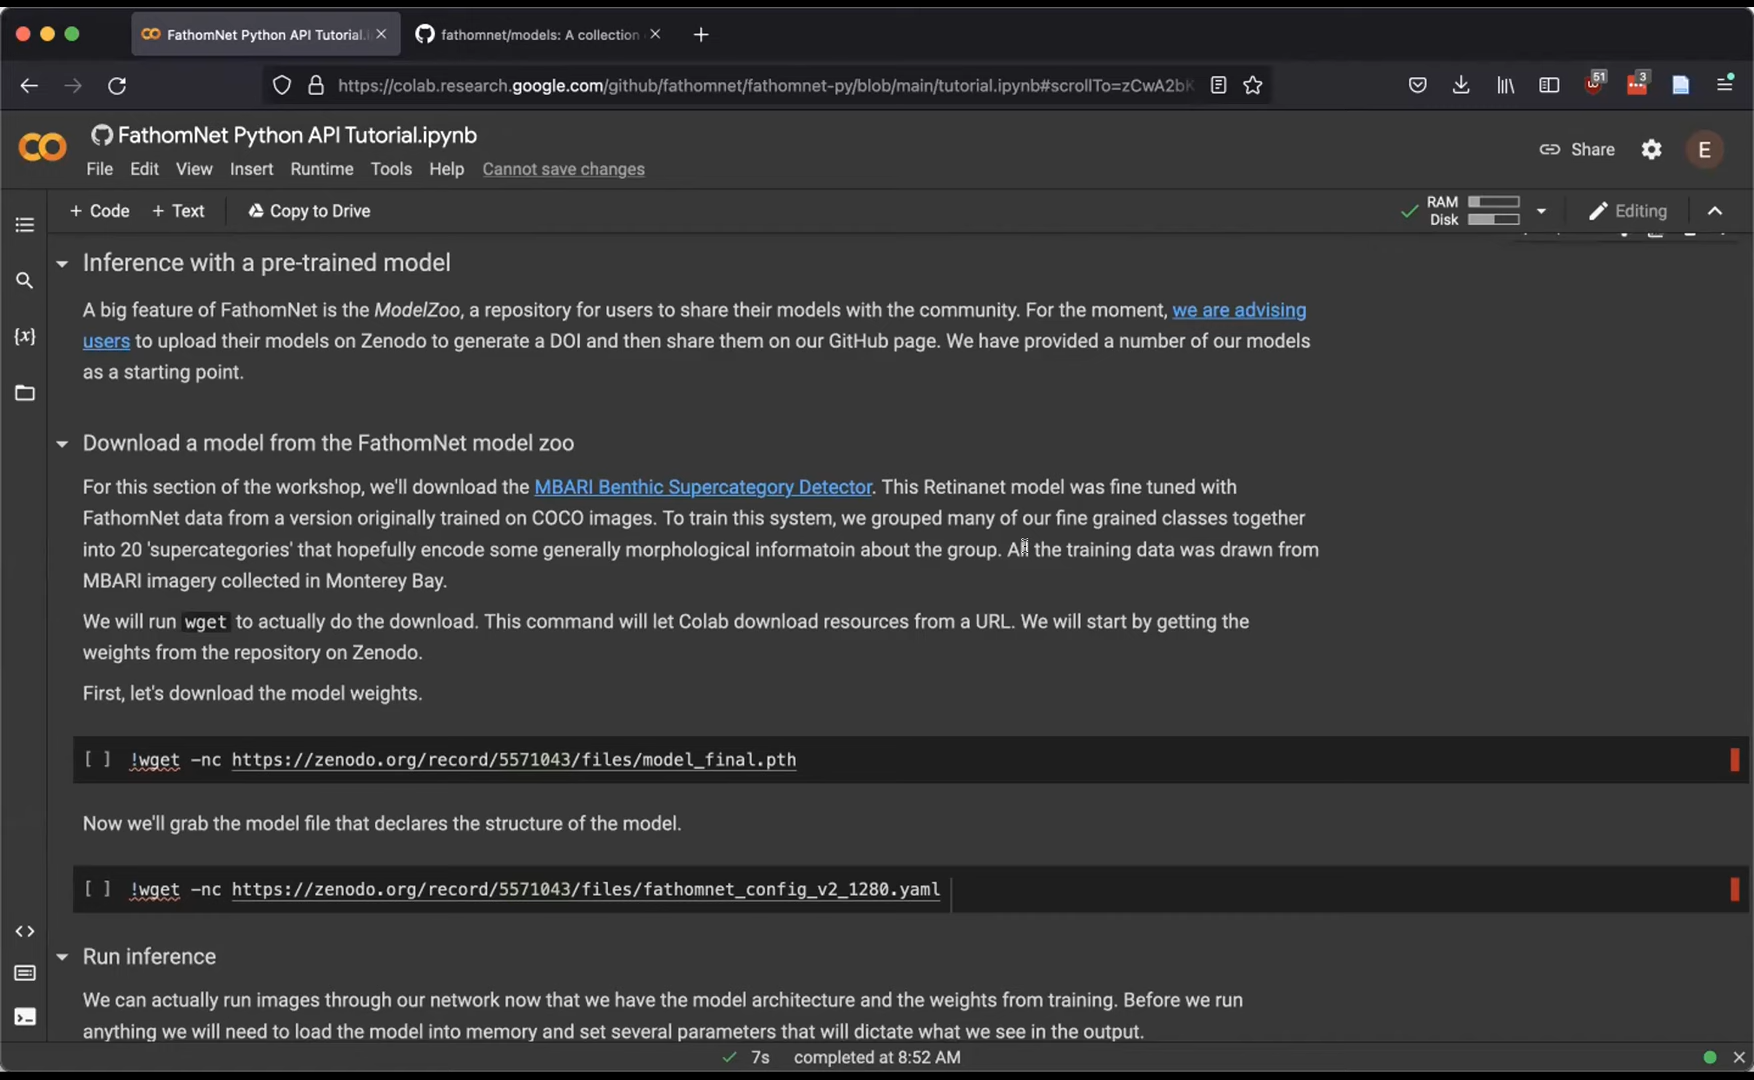 FathomNet Python API Tutorial.i
fathomnet/models: A collection
https://colab.research.google.com/github/fathomnet/fathomnet-py/blob/main/tutorial.ipynb#scrollTo=zCwA2bK
51
3
FathomNet Python API Tutorial.ipynb
Share
E
File Edit View Insert Runtime Tools Help Cannot save changes
+ Code + Text Copy to Drive
RAM
Disk
Editing
Inference with a pre-trained model
A big feature of FathomNet is the ModelZoo, a repository for users to share their models with the community. For the moment, we are advising
users to upload their models on Zenodo to generate a DOI and then share them on our GitHub page. We have provided a number of our models
as a starting point.
Download a model from the FathomNet model zoo
For this section of the workshop, we'll download the MBARI Benthic Supercategory Detector. This Retinanet model was fine tuned with
FathomNet data from a version originally trained on COCO images. To train this system, we grouped many of our fine grained classes together
into 20 'supercategories' that hopefully encode some generally morphological informatoin about the group. All the training data was drawn from
MBARI imagery collected in Monterey Bay.
We will run wget to actually do the download. This command will let Colab download resources from a URL. We will start by getting the
weights from the repository on Zenodo.
First, let's download the model weights.
[ ] !wget -nc https://zenodo.org/record/5571043/files/model_final.pth
Now we'll grab the model file that declares the structure of the model.
[ ] !wget -nc https://zenodo.org/record/5571043/files/fathomnet_config_v2_1280.yaml
Run inference
We can actually run images through our network now that we have the model architecture and the weights from training. Before we run
anything we will need to load the model into memory and set several parameters that will dictate what we see in the output.
7s completed at 8:52 AM